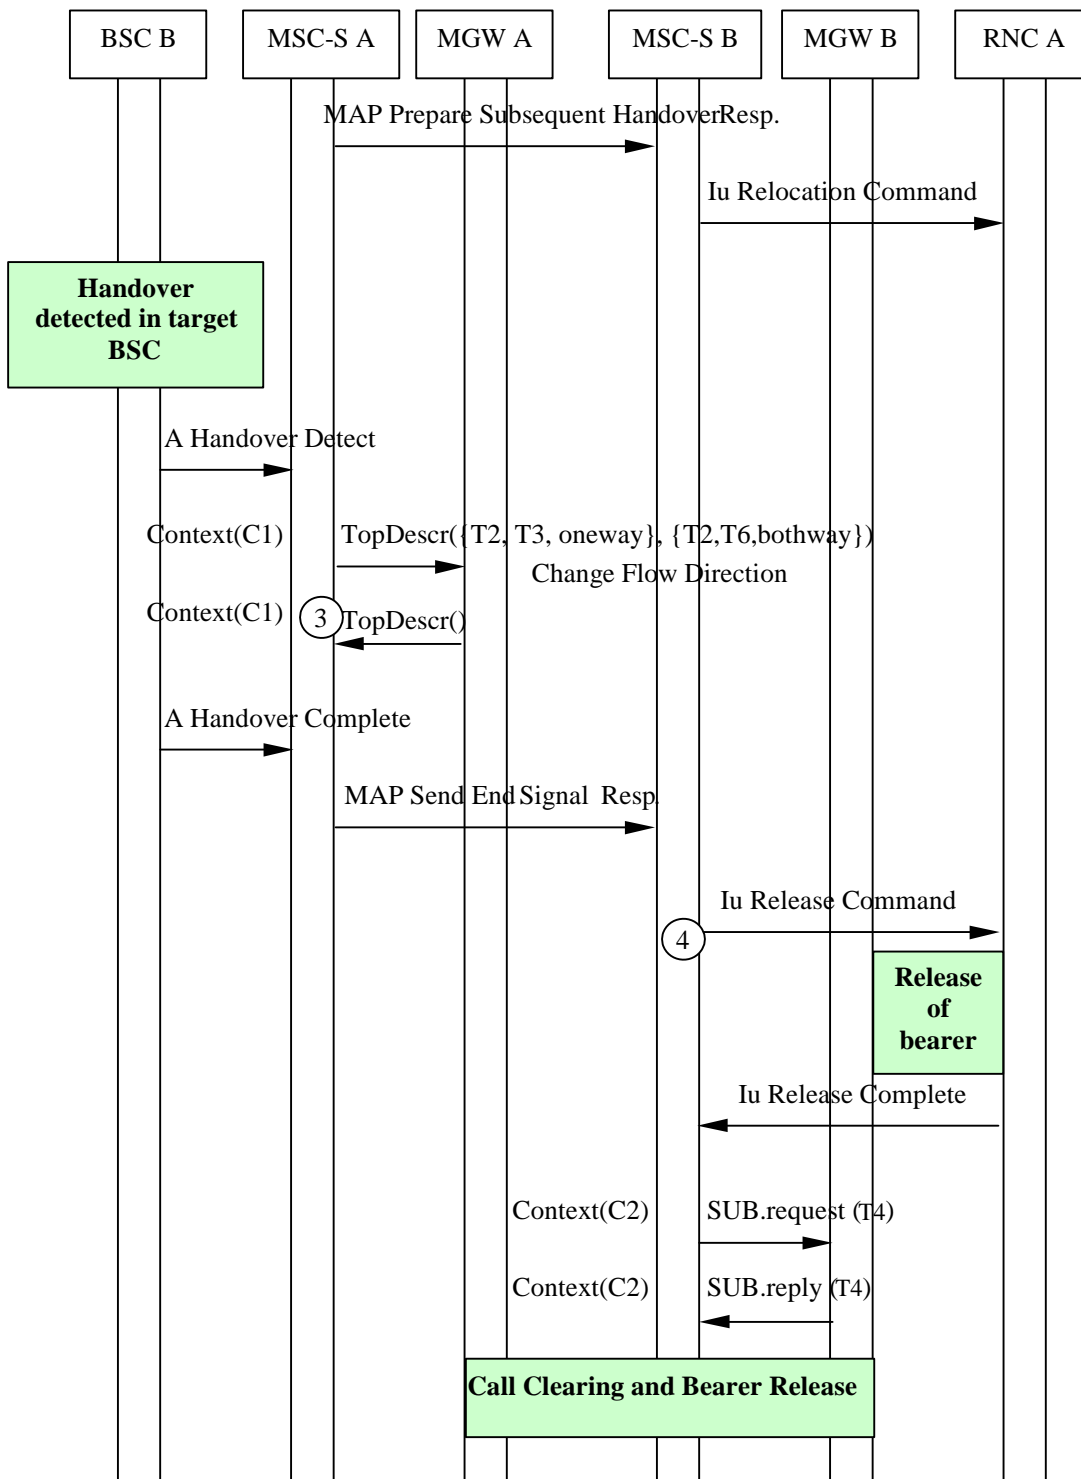 BSC B MSC-S A MGW A MSC-S B MGW B RNC A
MAP Prepare Subsequent HandoverResp.
Iu Relocation Command
Handover
detected in target
BSC
A Handover Detect
Context(C1) TopDescr({T2, T3, oneway}, {T2,T6,bothway})
Change Flow Direction
Context(C1) 3 TopDescr()
A Handover Complete
MAP Send End Signal Resp.
Iu Release Command
4
Release
of
bearer
Iu Release Complete
Context(C2) SUB.request (T4)
Context(C2) SUB.reply (T4)
Call Clearing and Bearer Release